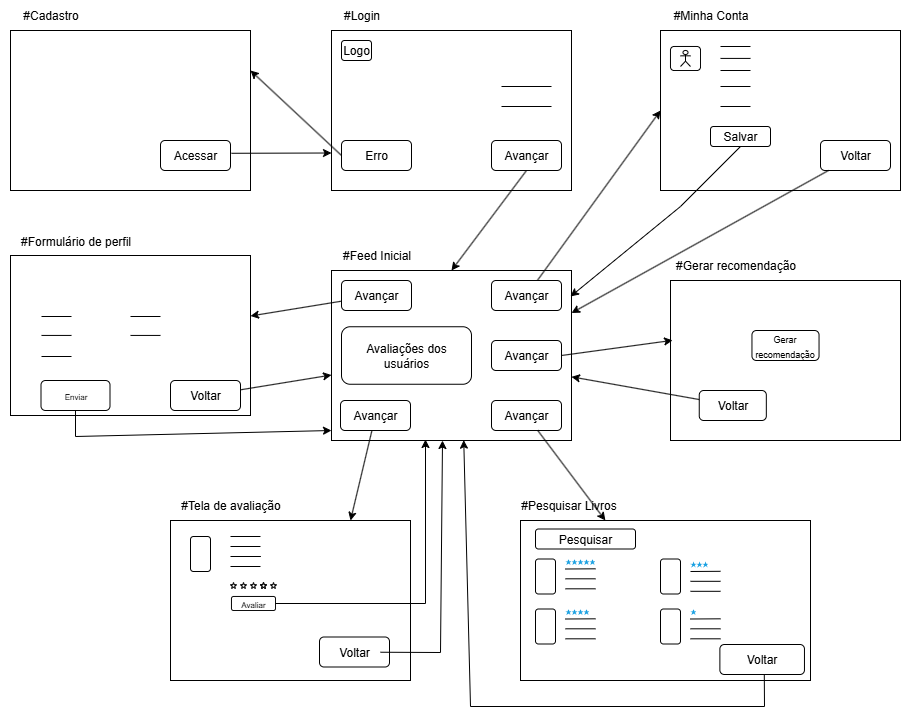 #Cadastro
Acessar
#Login
Logo
Erro
Avançar
#Minha Conta
Salvar
Voltar
#Formulário de perfil
Enviar
Voltar
#Feed Inicial
Avançar
Avançar
Avaliações dos
usuários
Avançar
Avançar
Avançar
#Gerar recomendação
Gerar
recomendação
Voltar
#Tela de avaliação
Avaliar
Voltar
#Pesquisar Livros
Pesquisar
Voltar